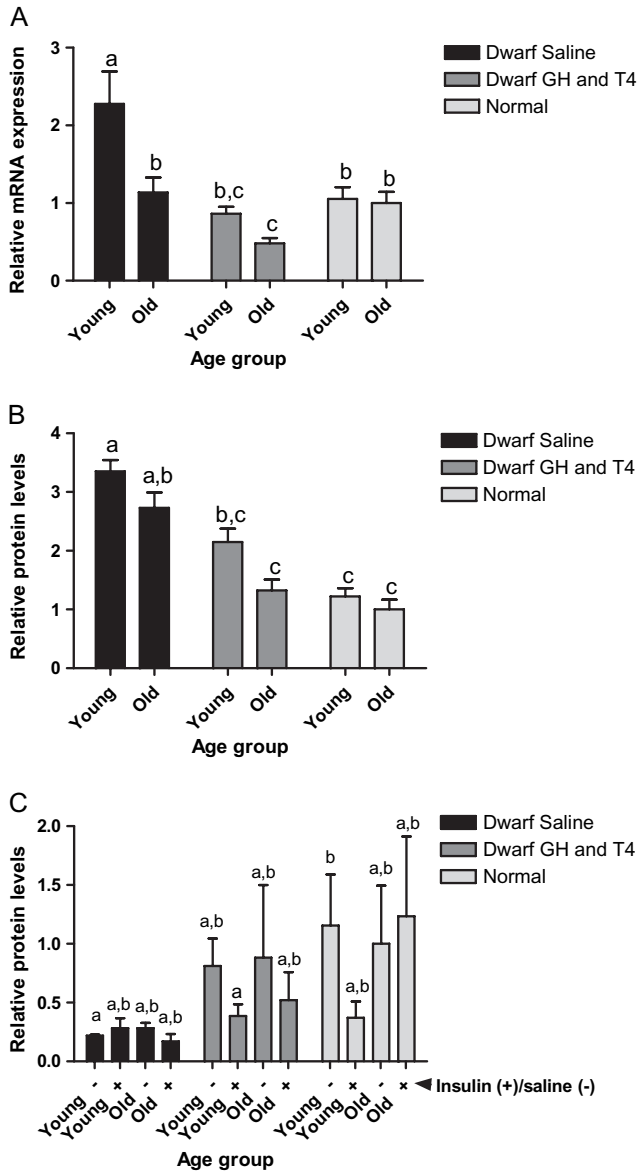 A
Relative mRNA expression
3
2
1
0
a
b
b,c
c
b
b
Young
Old
Young
Old
Young
Old
Age group
Dwarf Saline
Dwarf GH and T4
Normal
B
Relative protein levels
4
3
2
1
0
a
a,b
b,c
c
c
c
Young
Old
Young
Old
Young
Old
Age group
Dwarf Saline
Dwarf GH and T4
Normal
C
Relative protein levels
2.0
1.5
1.0
0.5
0.0
a
a,b
a,b
a,b
a,b
a
a,b
a,b
b
a,b
a,b
a,b
Young -
Young +
Old -
Old +
Young -
Young +
Old -
Old +
Young -
Young +
Old -
Old +
Insulin (+)/saline (-)
Age group
Dwarf Saline
Dwarf GH and T4
Normal